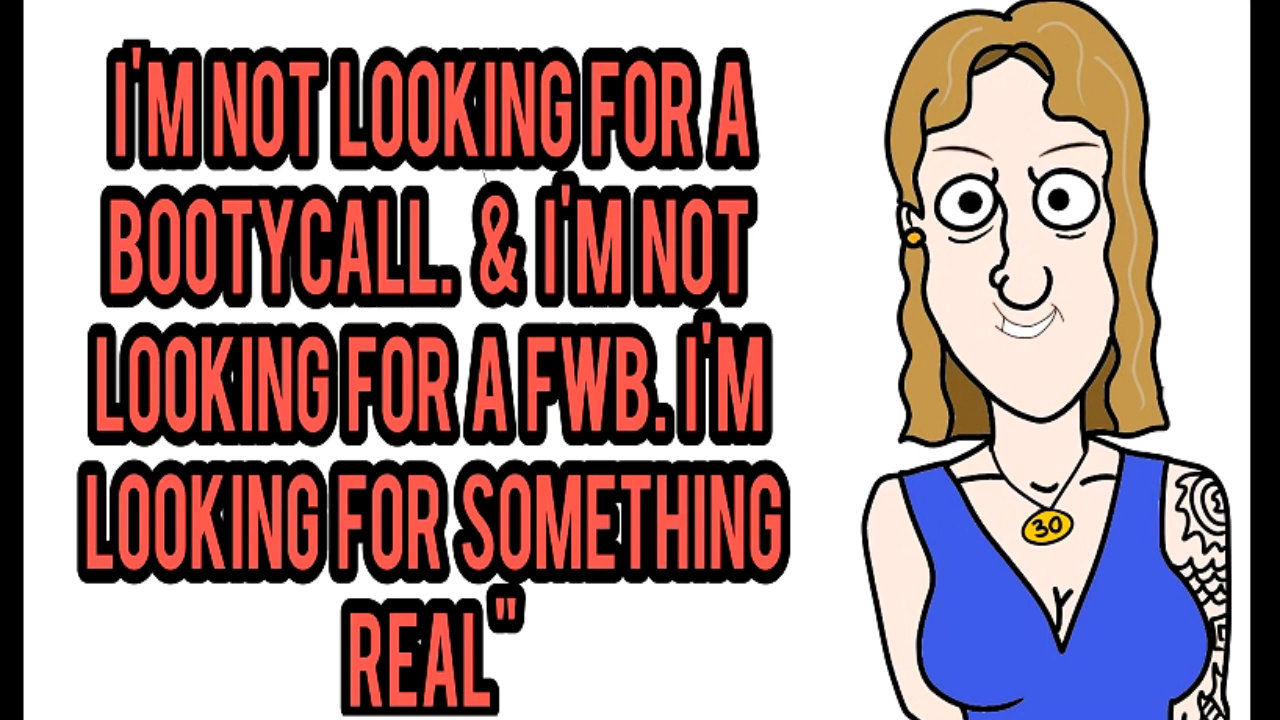 I'M NOT LOOKING FOR A
BOOTYCALL. & I'M NOT
LOOKING FOR A FWB. I'M
LOOKING FOR SOMETHING
REAL"
30